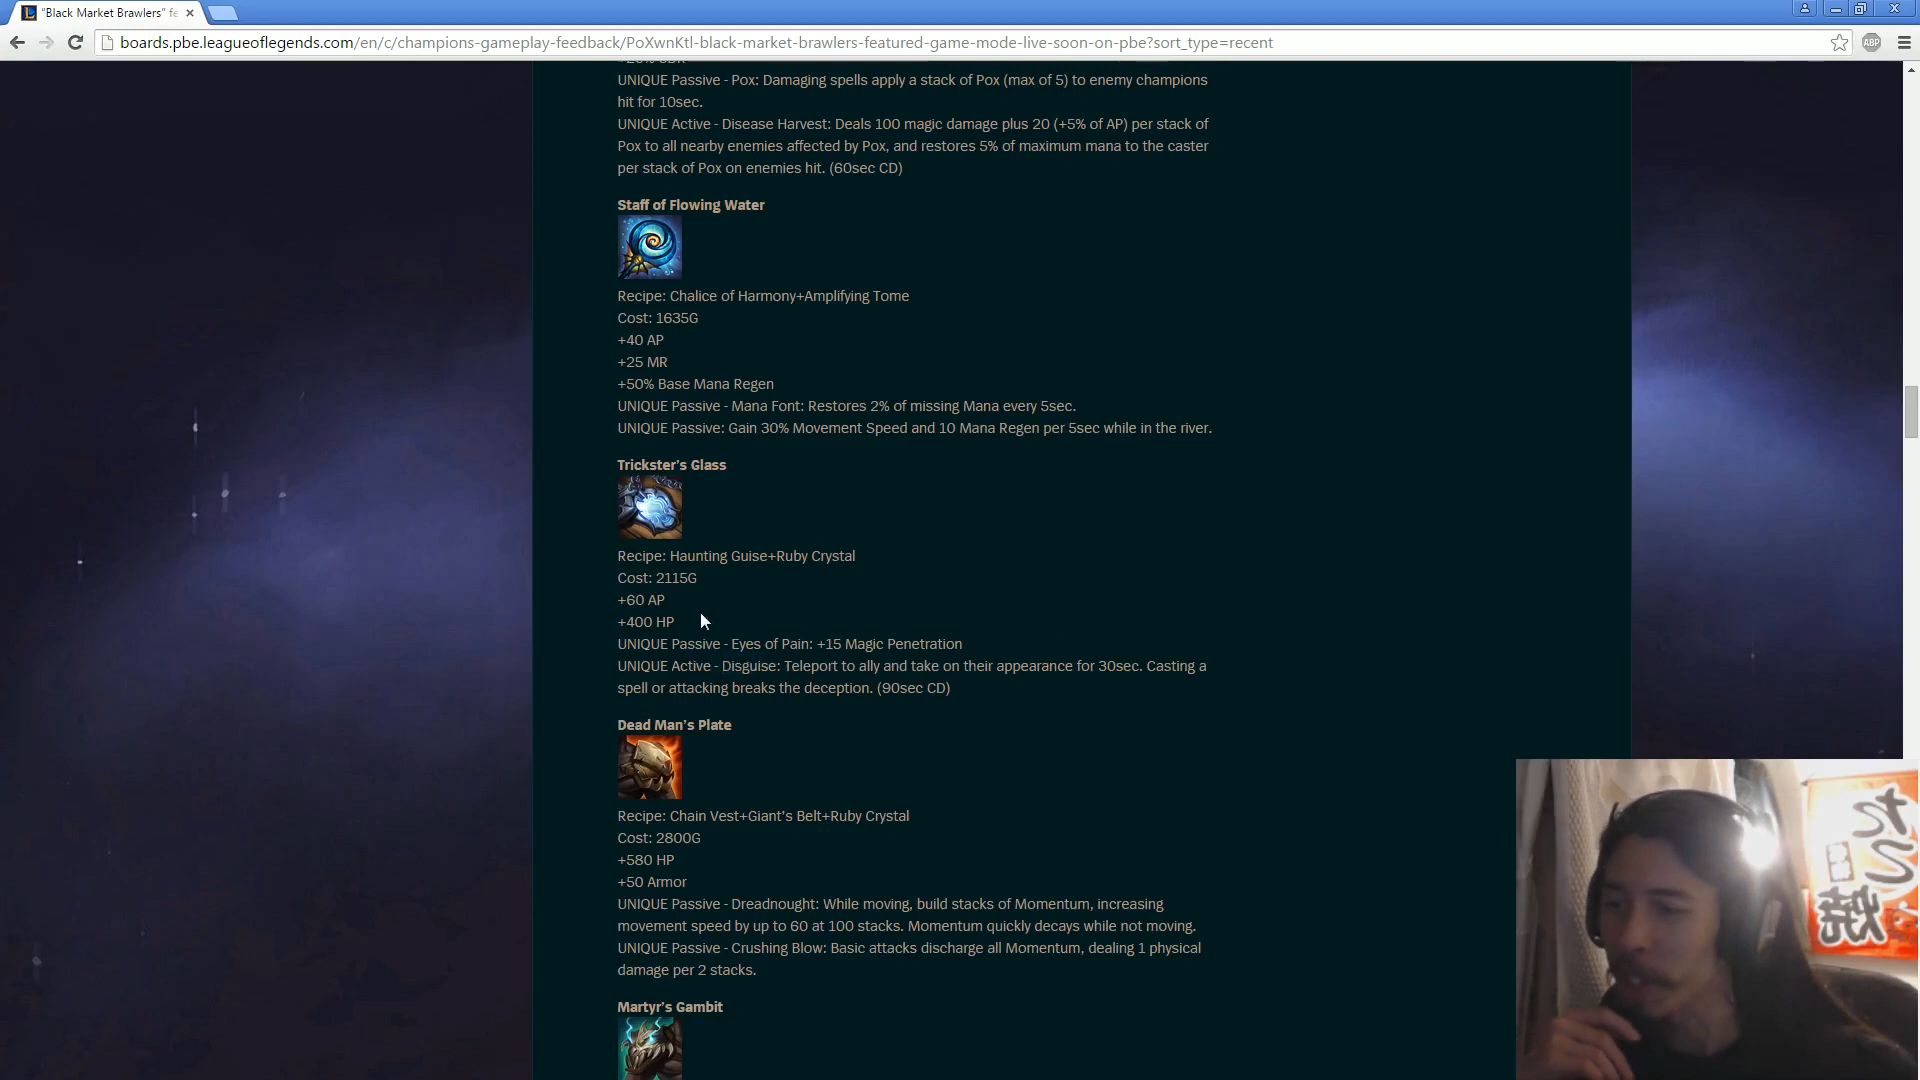 "Black Market Brawlers" fe
boards.pbe.leagueoflegends.com/en/c/champions-gameplay-feedback/PoXwnKtl-black-market-brawlers-featured-game-mode-live-soon-on-pbe?sort_type=recent
ABP
UNIQUE Passive - Pox: Damaging spells apply a stack of Pox (max of 5) to enemy champions
hit for 10sec.
UNIQUE Active - Disease Harvest: Deals 100 magic damage plus 20 (+5% of AP) per stack of
Pox to all nearby enemies affected by Pox, and restores 5% of maximum mana to the caster
per stack of Pox on enemies hit. (60sec CD)
Staff of Flowing Water
Recipe: Chalice of Harmony+Amplifying Tome
Cost: 1635G
+40 AP
+25 MR
+50% Base Mana Regen
UNIQUE Passive - Mana Font: Restores 2% of missing Mana every 5sec.
UNIQUE Passive: Gain 30% Movement Speed and 10 Mana Regen per 5sec while in the river.
Trickster's Glass
Recipe: Haunting Guise+Ruby Crystal
Cost: 2115G
+60 AP
+400 HP
UNIQUE Passive - Eyes of Pain: +15 Magic Penetration
UNIQUE Active - Disguise: Teleport to ally and take on their appearance for 30sec. Casting a
spell or attacking breaks the deception. (90sec CD)
Dead Man's Plate
Recipe: Chain Vest+Giant's Belt+Ruby Crystal
Cost: 2800G
+580 HP
+50 Armor
UNIQUE Passive - Dreadnought: While moving, build stacks of Momentum, increasing
movement speed by up to 60 at 100 stacks. Momentum quickly decays while not moving.
UNIQUE Passive - Crushing Blow: Basic attacks discharge all Momentum, dealing 1 physical
damage per 2 stacks.
Martyr's Gambit
たこ焼